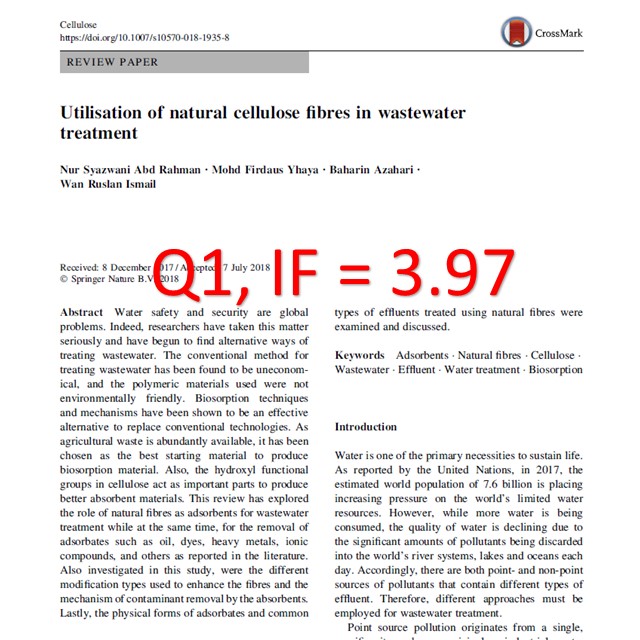 Cellulose
https://doi.org/10.1007/s10570-018-1935-8
CrossMark
REVIEW PAPER
Utilisation of natural cellulose fibres in wastewater
treatment
Nur Syazwani Abd Rahman · Mohd Firdaus Yhaya · Baharin Azahari ·
Wan Ruslan Ismail
Q1, IF = 3.97
Received: 8 December 2017 / Accepted: 7 July 2018
© Springer Nature B.V. 2018
Abstract Water safety and security are global
problems. Indeed, researchers have taken this matter
seriously and have begun to find alternative ways of
treating wastewater. The conventional method for
treating wastewater has been found to be uneconom-
ical, and the polymeric materials used were not
environmentally friendly. Biosorption techniques
and mechanisms have been shown to be an effective
alternative to replace conventional technologies. As
agricultural waste is abundantly available, it has been
chosen as the best starting material to produce
biosorption material. Also, the hydroxyl functional
groups in cellulose act as important parts to produce
better absorbent materials. This review has explored
the role of natural fibres as adsorbents for wastewater
treatment while at the same time, for the removal of
adsorbates such as oil, dyes, heavy metals, ionic
compounds, and others as reported in the literature.
Also investigated in this study, were the different
modification types used to enhance the fibres and the
mechanism of contaminant removal by the absorbents.
Lastly, the physical forms of adsorbates and common
types of effluents treated using natural fibres were
examined and discussed.
Keywords Adsorbents · Natural fibres · Cellulose ·
Wastewater · Effluent · Water treatment · Biosorption
Introduction
Water is one of the primary necessities to sustain life.
As reported by the United Nations, in 2017, the
estimated world population of 7.6 billion is placing
increasing pressure on the world's limited water
resources. However, while more water is being
consumed, the quality of water is declining due to
the significant amounts of pollutants being discarded
into the world's river systems, lakes and oceans each
day. Accordingly, there are both point- and non-point
sources of pollutants that contain different types of
effluent. Therefore, different approaches must be
employed for wastewater treatment.
Point source pollution originates from a single,